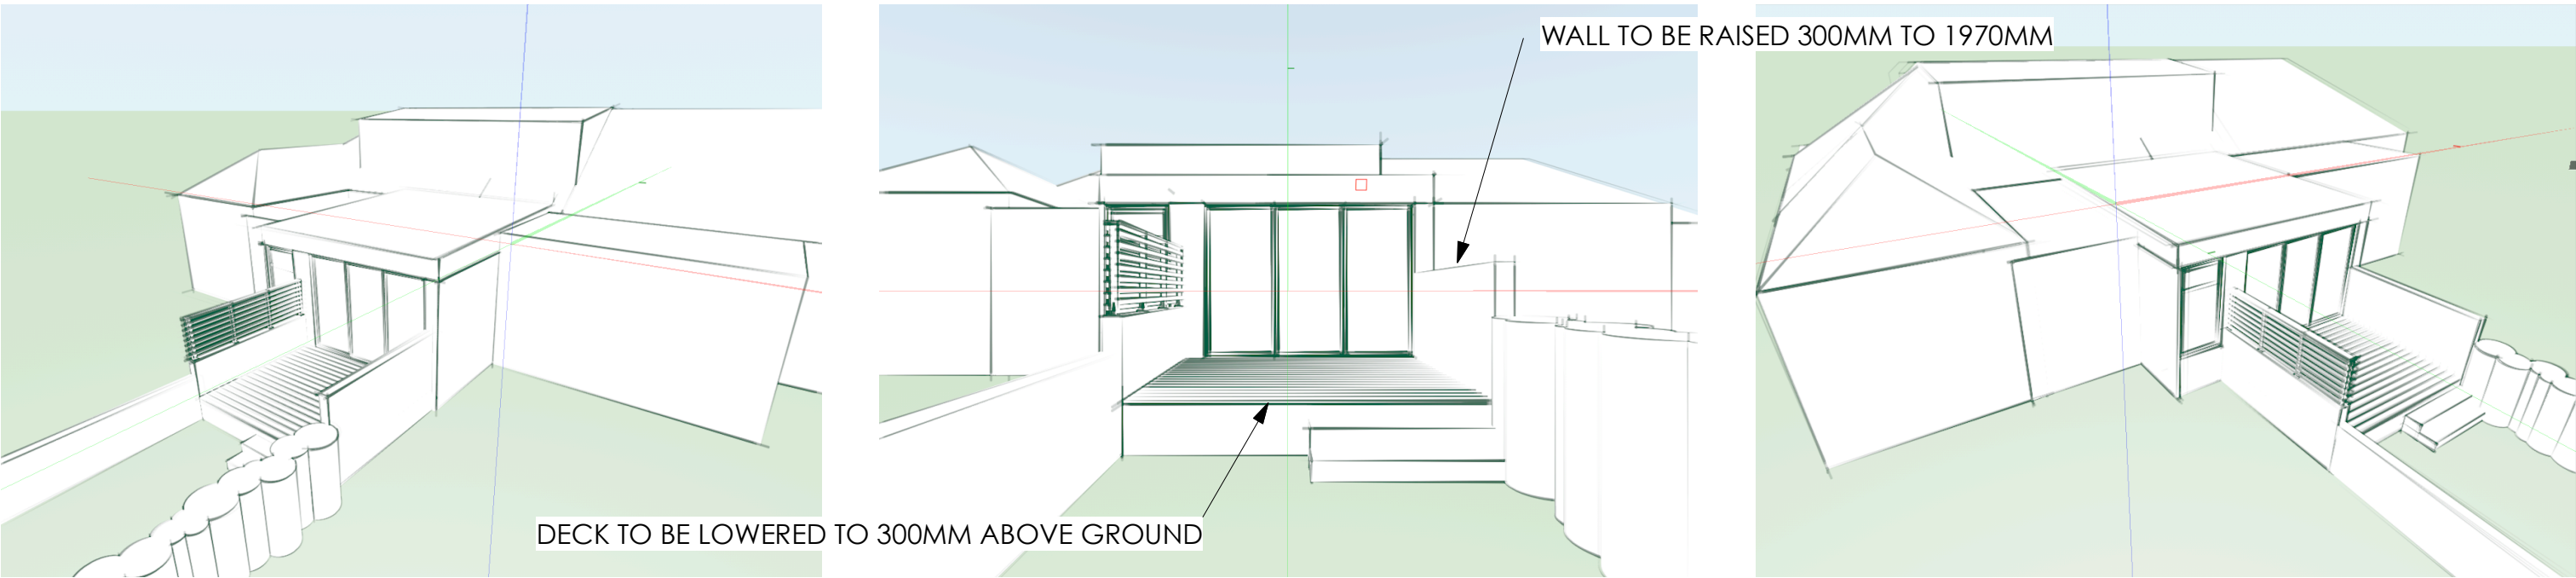 WALL TO BE RAISED 300MM TO 1970MM
DECK TO BE LOWERED TO 300MM ABOVE GROUND